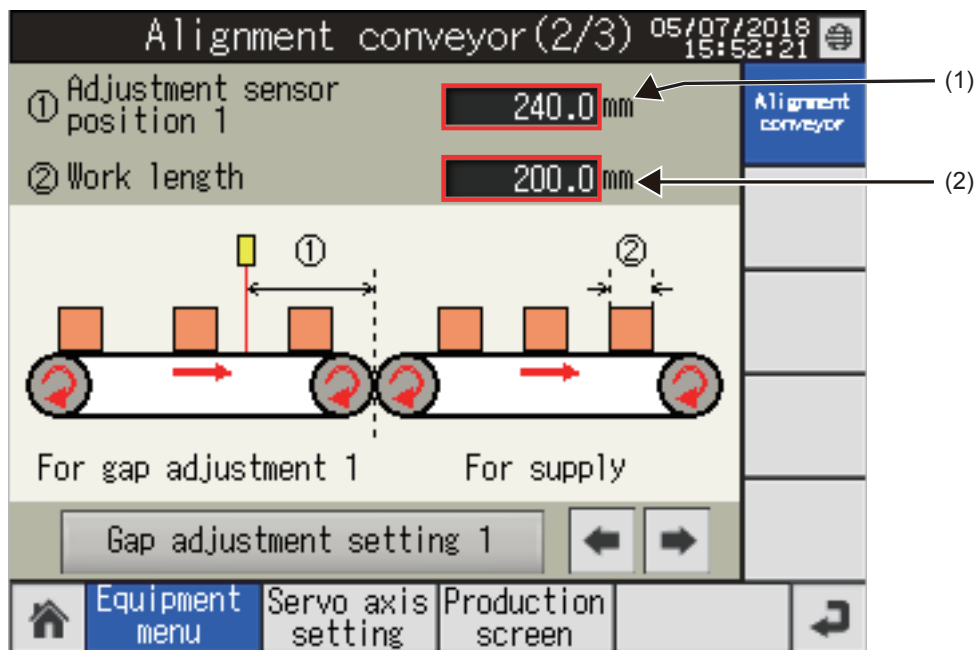 Alignment conveyor(2/3) 05/07/2018
15:52:21
① Adjustment sensor
position 1
240.0 mm
(1)
Alignment
conveyor
② Work length
200.0 mm
(2)
① ②
For gap adjustment 1 For supply
Gap adjustment setting 1
Equipment
menu
Servo axis
setting
Production
screen